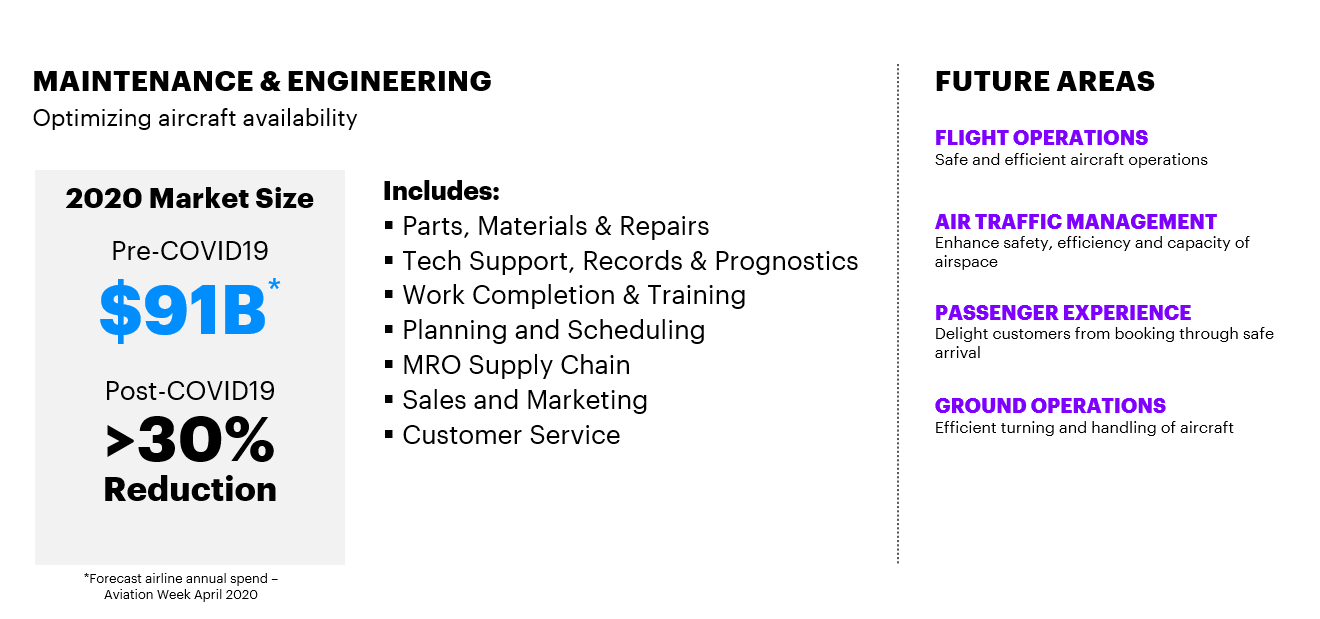 MAINTENANCE & ENGINEERING
Optimizing aircraft availability
2020 Market Size
Pre-COVID19
$91B*
Post-COVID19
>30%
Reduction
*Forecast airline annual spend –
Aviation Week April 2020
Includes:
▪ Parts, Materials & Repairs
▪ Tech Support, Records & Prognostics
▪ Work Completion & Training
▪ Planning and Scheduling
▪ MRO Supply Chain
▪ Sales and Marketing
▪ Customer Service
FUTURE AREAS
FLIGHT OPERATIONS
Safe and efficient aircraft operations
AIR TRAFFIC MANAGEMENT
Enhance safety, efficiency and capacity of
airspace
PASSENGER EXPERIENCE
Delight customers from booking through safe
arrival
GROUND OPERATIONS
Efficient turning and handling of aircraft